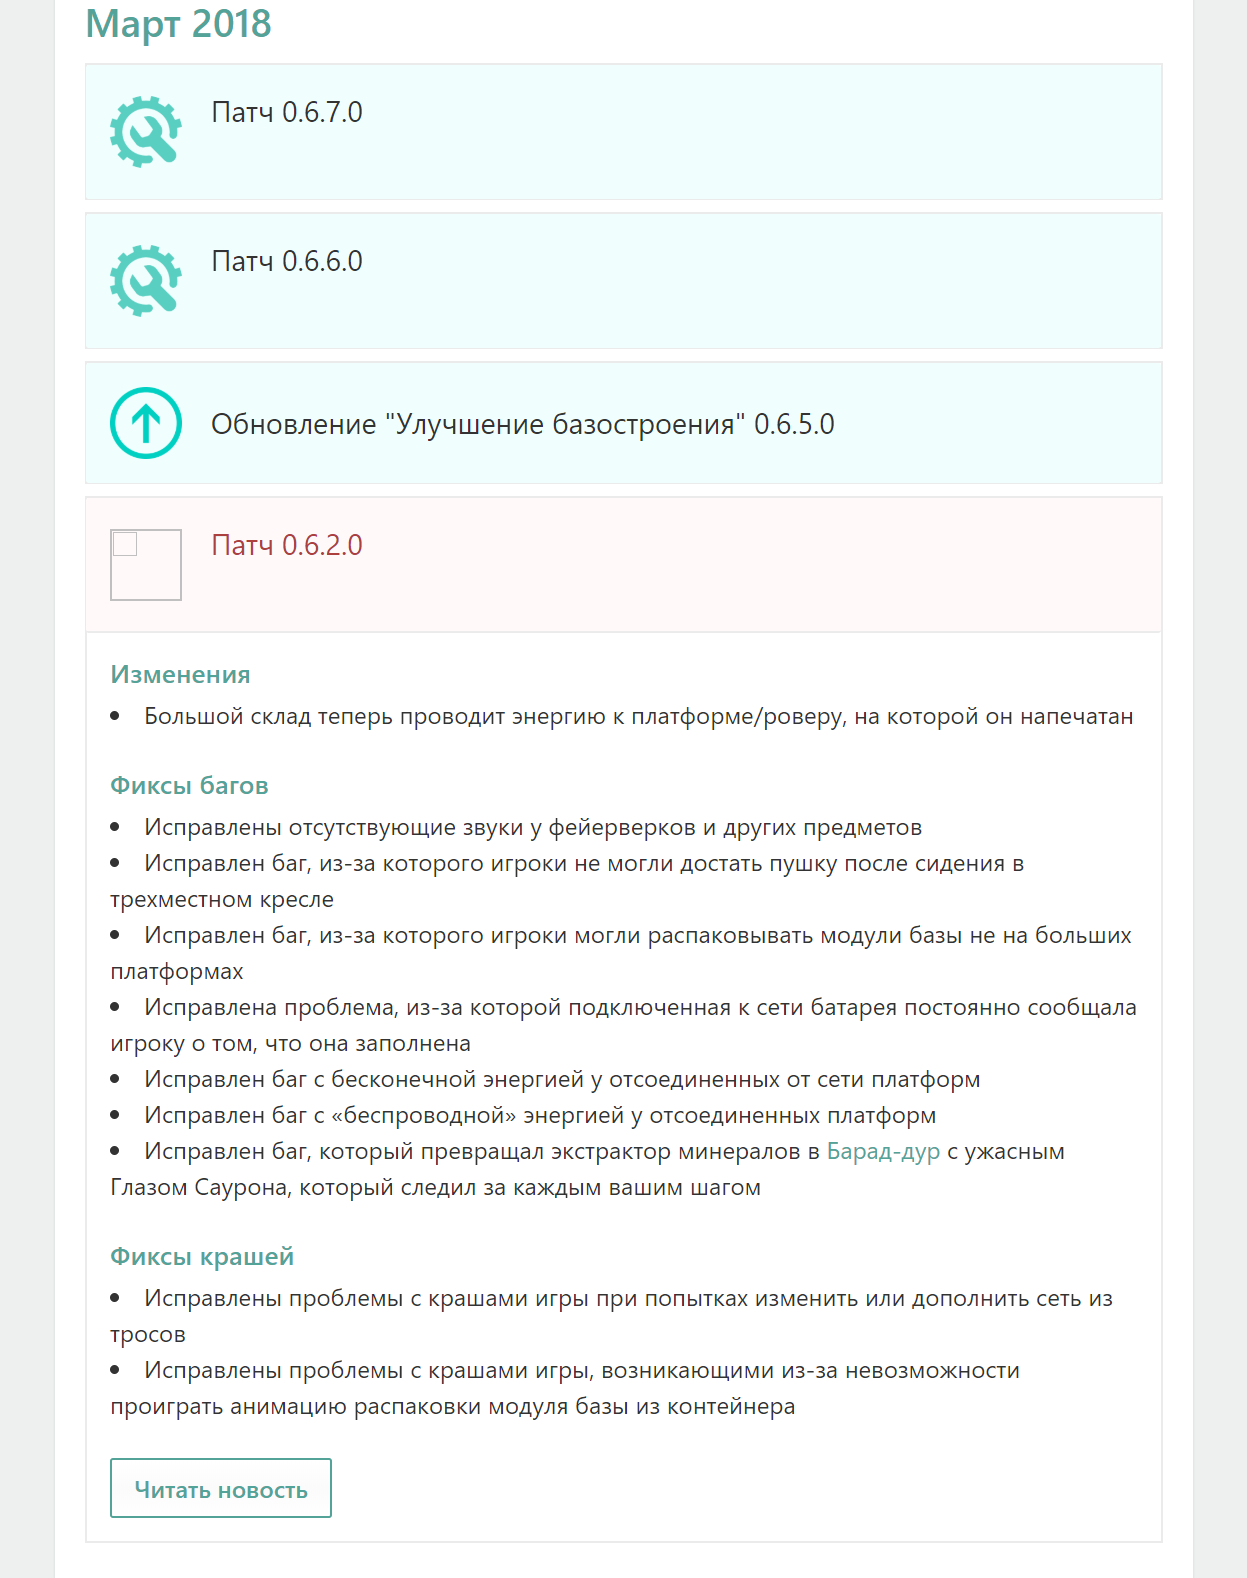 Март 2018
Патч 0.6.7.0
Патч 0.6.6.0
Обновление "Улучшение базостроения" 0.6.5.0
Патч 0.6.2.0
Изменения
• Большой склад теперь проводит энергию к платформе/роверу, на которой он напечатан
Фиксы багов
• Исправлены отсутствующие звуки у фейерверков и других предметов
• Исправлен баг, из-за которого игроки не могли достать пушку после сидения в
трехместном кресле
• Исправлен баг, из-за которого игроки могли распаковывать модули базы не на больших
платформах
• Исправлена проблема, из-за которой подключенная к сети батарея постоянно сообщала
игроку о том, что она заполнена
• Исправлен баг с бесконечной энергией у отсоединенных от сети платформ
• Исправлен баг с «беспроводной» энергией у отсоединенных платформ
• Исправлен баг, который превращал экстрактор минералов в Барад-дур с ужасным
Глазом Саурона, который следил за каждым вашим шагом
Фиксы крашей
• Исправлены проблемы с крашами игры при попытках изменить или дополнить сеть из
тросов
• Исправлены проблемы с крашами игры, возникающими из-за невозможности
проиграть анимацию распаковки модуля базы из контейнера
Читать новость